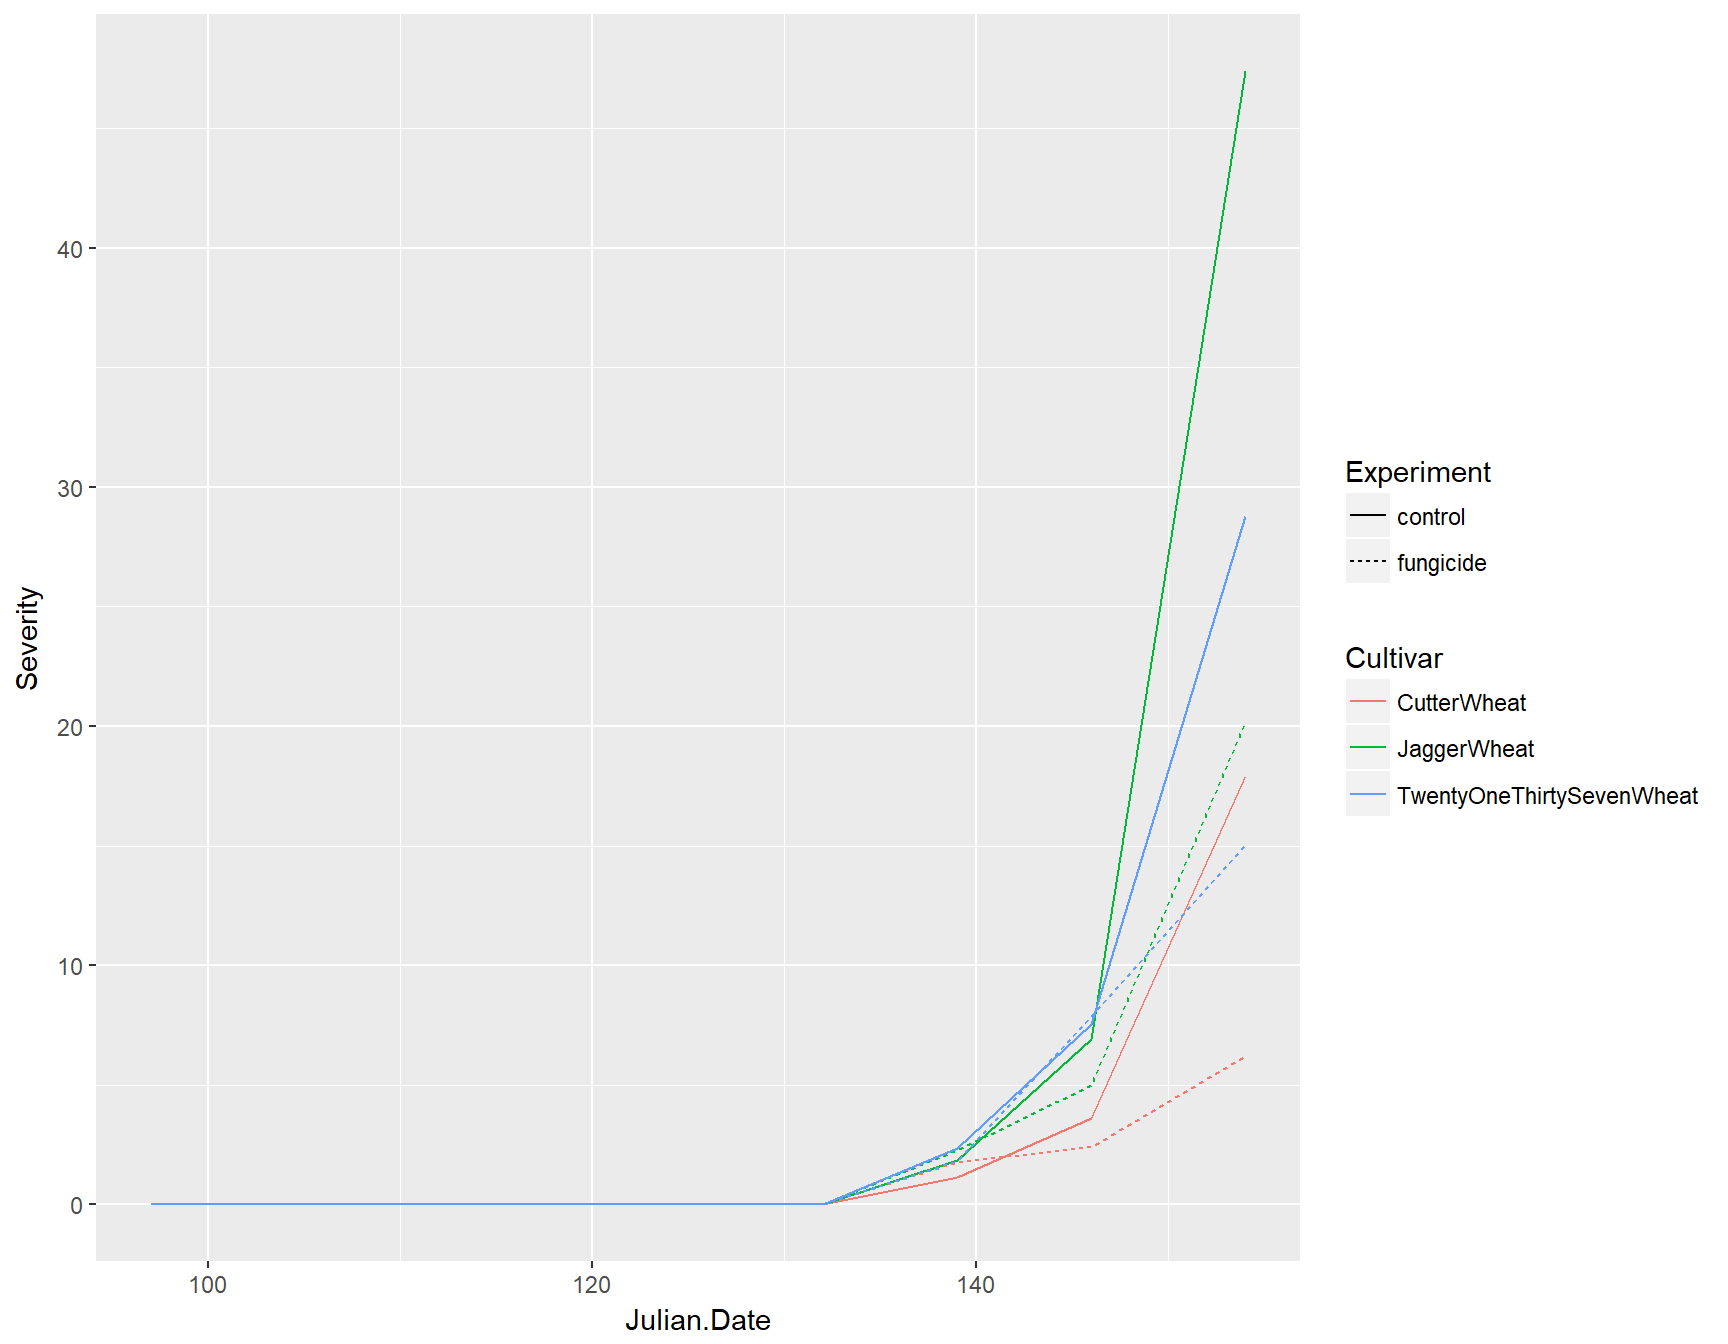 40
30
20
10
0
Severity
100
120
140
Julian.Date
Experiment
control
fungicide
Cultivar
CutterWheat
JaggerWheat
TwentyOneThirtySevenWheat